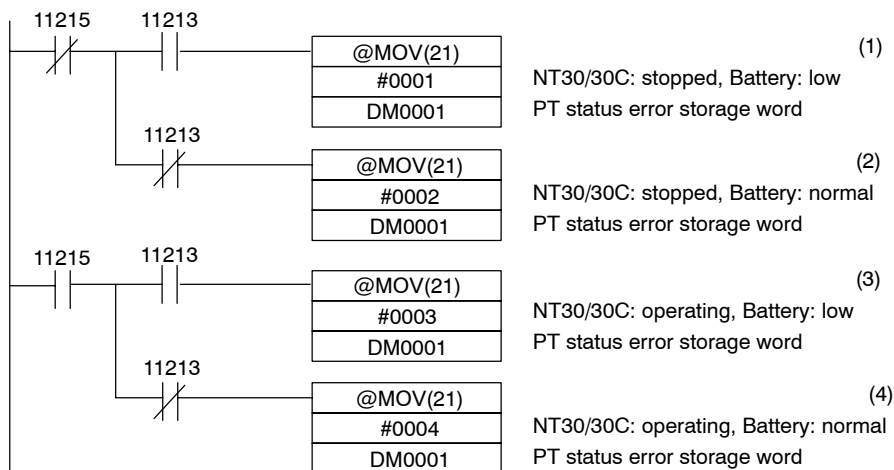 11215 11213
@MOV(21) (1)
#0001 NT30/30C: stopped, Battery: low
DM0001 PT status error storage word
11213
@MOV(21) (2)
#0002 NT30/30C: stopped, Battery: normal
DM0001 PT status error storage word
11215 11213
@MOV(21) (3)
#0003 NT30/30C: operating, Battery: low
DM0001 PT status error storage word
11213
@MOV(21) (4)
#0004 NT30/30C: operating, Battery: normal
DM0001 PT status error storage word